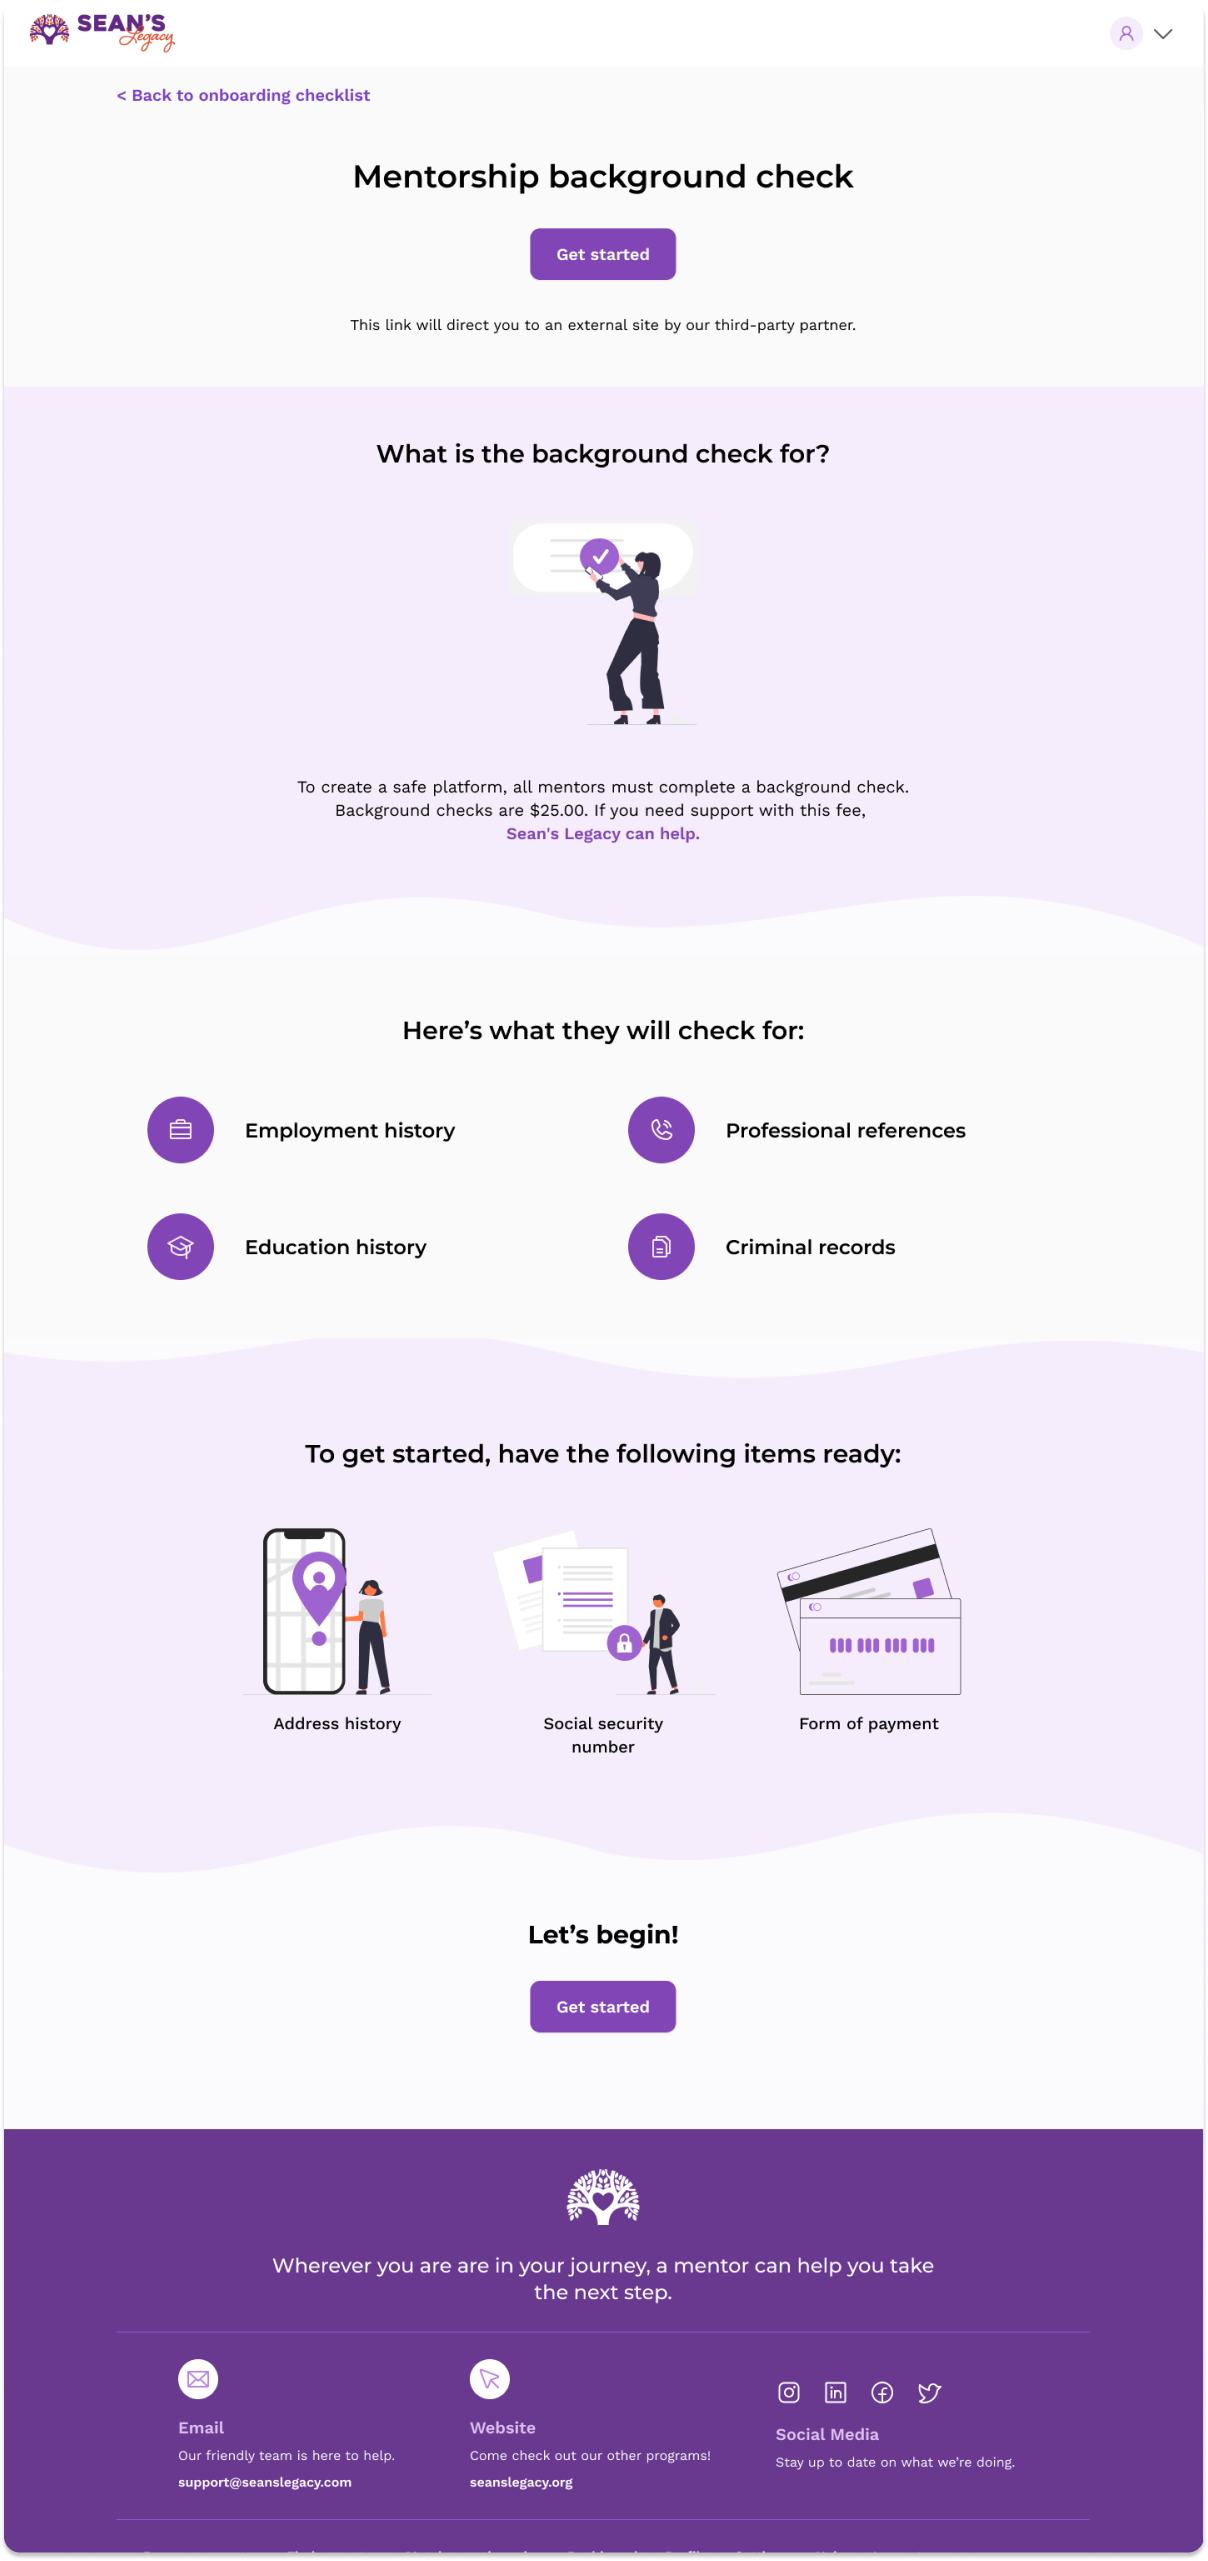 SEAN'S
Legacy
< Back to onboarding checklist
Mentorship background check
Get started
This link will direct you to an external site by our third-party partner.
What is the background check for?
To create a safe platform, all mentors must complete a background check.
Background checks are $25.00. If you need support with this fee,
Sean's Legacy can help.
Here’s what they will check for:
Employment history
Professional references
Education history
Criminal records
To get started, have the following items ready:
Address history
Social security
number
Form of payment
Let’s begin!
Get started
Wherever you are are in your journey, a mentor can help you take
the next step.
Email
Our friendly team is here to help.
support@seanslegacy.com
Website
Come check out our other programs!
seanslegacy.org
Social Media
Stay up to date on what we’re doing.